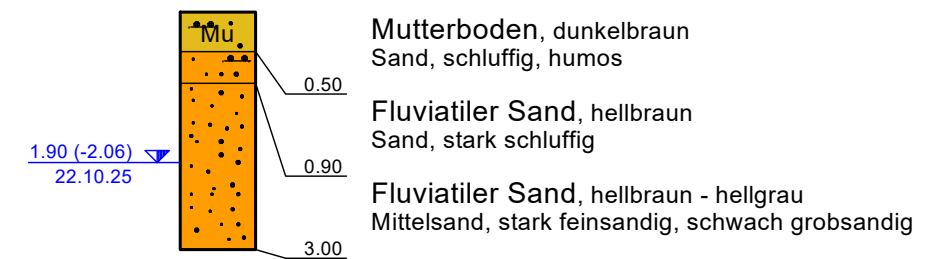 Mu
Mutterboden, dunkelbraun
Sand, schluffig, humos
0.50
Fluviatiler Sand, hellbraun
Sand, stark schluffig
1.90 (-2.06)
22.10.25
0.90
Fluviatiler Sand, hellbraun - hellgrau
Mittelsand, stark feinsandig, schwach grobsandig
3.00